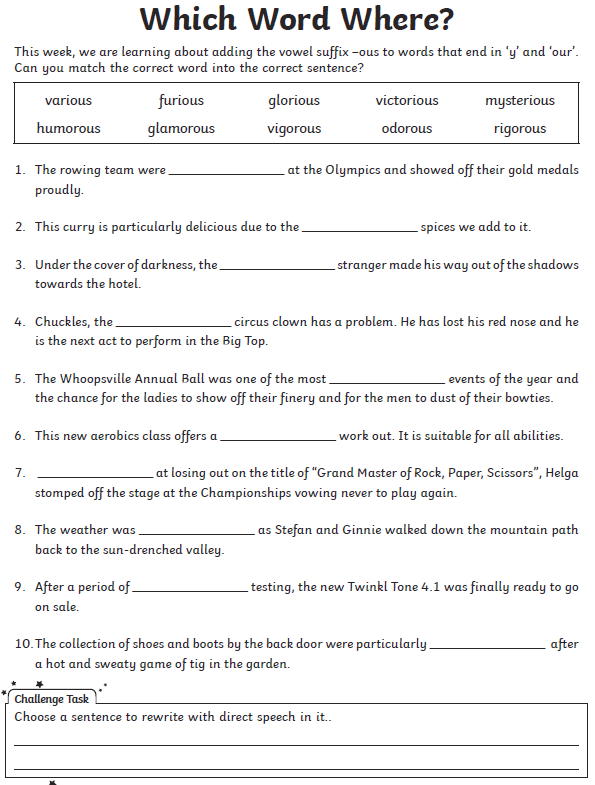 Which Word Where?
This week, we are learning about adding the vowel suffix –ous to words that end in ‘y’ and ‘our’.
Can you match the correct word into the correct sentence?
various furious glorious victorious mysterious
humorous glamorous vigorous odorous rigorous
1. The rowing team were ________________ at the Olympics and showed off their gold medals
proudly.
2. This curry is particularly delicious due to the ________________ spices we add to it.
3. Under the cover of darkness, the ________________ stranger made his way out of the shadows
towards the hotel.
4. Chuckles, the ________________ circus clown has a problem. He has lost his red nose and he
is the next act to perform in the Big Top.
5. The Whoopsville Annual Ball was one of the most ________________ events of the year and
the chance for the ladies to show off their finery and for the men to dust of their bowties.
6. This new aerobics class offers a ________________ work out. It is suitable for all abilities.
7. ________________ at losing out on the title of “Grand Master of Rock, Paper, Scissors”, Helga
stomped off the stage at the Championships vowing never to play again.
8. The weather was ________________ as Stefan and Ginnie walked down the mountain path
back to the sun-drenched valley.
9. After a period of ________________ testing, the new Twinkl Tone 4.1 was finally ready to go
on sale.
10. The collection of shoes and boots by the back door were particularly ________________ after
a hot and sweaty game of tig in the garden.
Challenge Task
Choose a sentence to rewrite with direct speech in it..